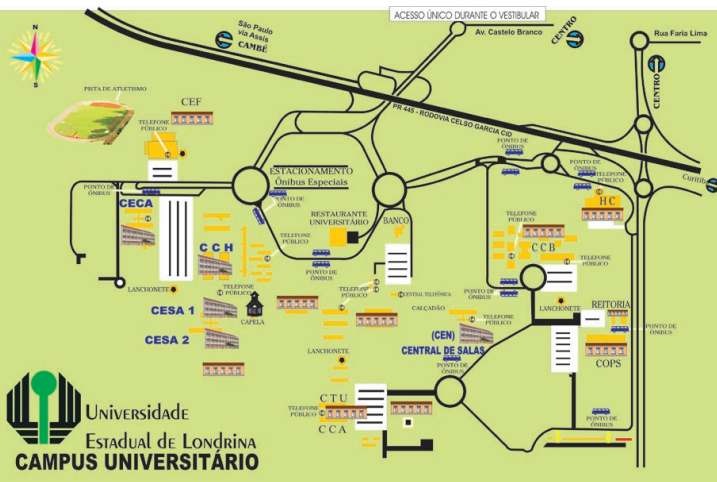 ACESSO ÚNICO DURANTE O VESTIBULAR
Av. Castelo Branco
CENTRO
São Paulo
via Assis
CAMBÉ
Rua Faria Lima
CENTRO
N
S
PR 445 - RODOVIA CELSO GARCIA CID
Curitiba
PISTA DE ATLETISMO
CEF
TELEFONE
PÚBLICO
PONTO DE
ÔNIBUS
CECA
ESTACIONAMENTO
Ônibus Especiais
PONTO DE
ÔNIBUS
RESTAURANTE
UNIVERSITÁRIO
BANCO
PONTO DE
ÔNIBUS
PONTO DE
ÔNIBUS
TELEFONE
PÚBLICO
HC
TELEFONE
PÚBLICO
CCB
TELEFONE
PÚBLICO
CCH
TELEFONE
PÚBLICO
PONTO DE
ÔNIBUS
LANCHONETE
TELEFONE
PÚBLICO
CAPELA
TELEFONE
PÚBLICO
CENTRAL TELEFÔNICA
CALÇADÃO
PONTO DE
ÔNIBUS
LANCHONETE
REITORIA
CESA 1
CESA 2
TELEFONE
PÚBLICO
(CEN)
CENTRAL DE SALAS
PONTO DE
ÔNIBUS
PONTO DE
ÔNIBUS
COPS
LANCHONETE
CTU
TELEFONE
PÚBLICO
CCA
PONTO DE
ÔNIBUS
Universidade
Estadual de Londrina
CAMPUS UNIVERSITÁRIO